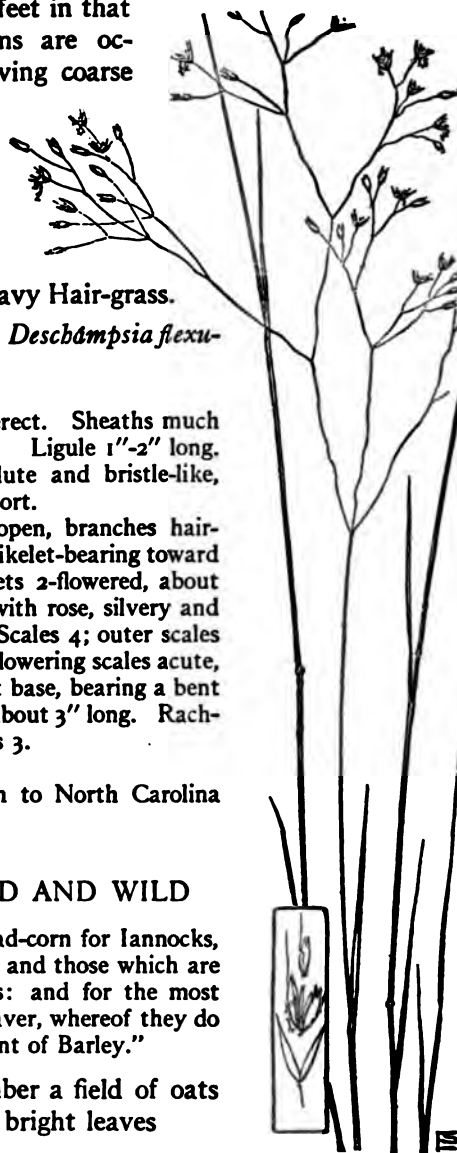 feet in that
ns are oc-
ving coarse
avy Hair-grass.
Deschámpsia flexu-
rect. Sheaths much
Ligule 1"-2" long.
lute and bristle-like,
ort.
open, branches hair-
ikelet-bearing toward
ets 2-flowered, about
with rose, silvery and
Scales 4; outer scales
lowering scales acute,
t base, bearing a bent
bout 3" long. Rach-
s 3.
n to North Carolina
D AND WILD
ad-corn for Iannocks,
and those which are
s: and for the most
aver, whereof they do
nt of Barley."
ber a field of oats
bright leaves